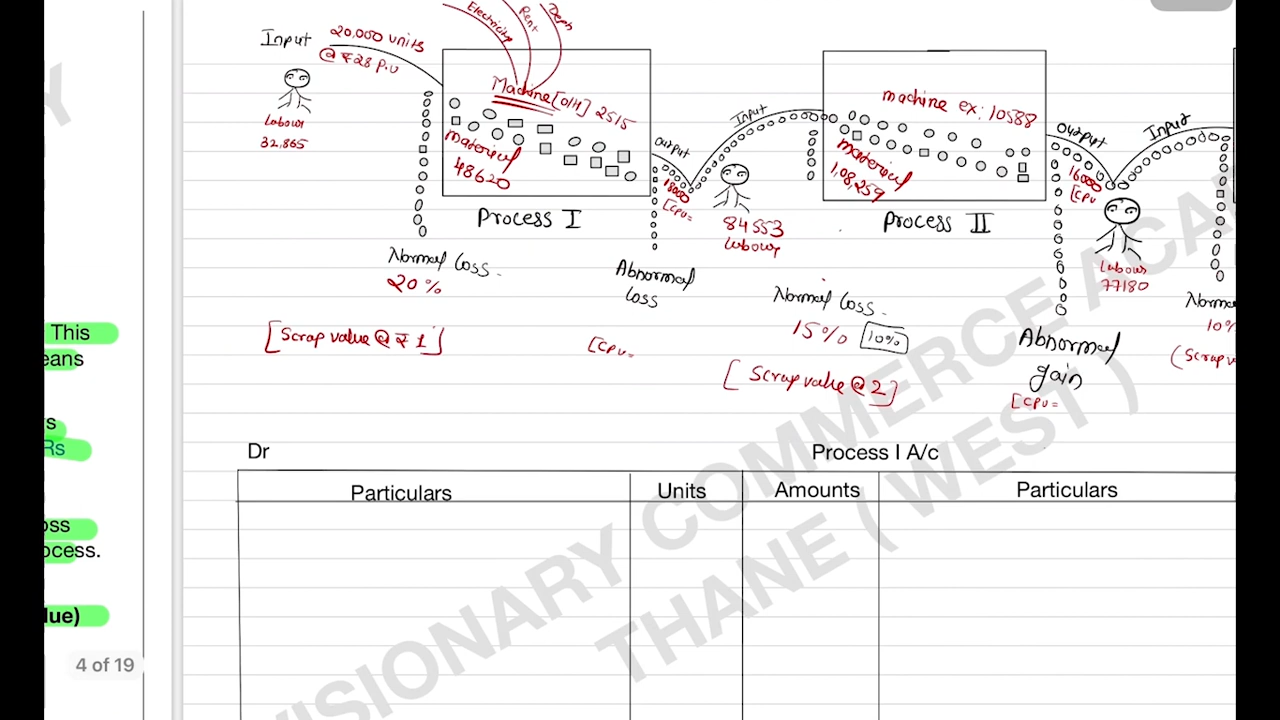 Electricity
Rent
Deph
Input
20,000 units
@ ₹28 p.u
Labour
32,865
Machine [O/H] 2515
material
48620
Process I
Output
18000
[CPU=
Input
Normal loss
20%
[Scrap value @ ₹ 1]
Abnormal
loss
[CPU=
84553
labour
machine ex: 10588
material
1,08,259
Process II
Normal loss
15% 10%
[Scrap value @ 2]
Output
16000
[CPU
Input
Labour
77180
Abnormal
gain
[CPU=
Norma
10%
(Scrap v
This
eans
s
Rs
oss
ocess.
lue)
4 of 19
Dr
Process I A/c
Particulars Units Amounts Particulars
VISIONARY COMMERCE ACA
THANE ( WEST )